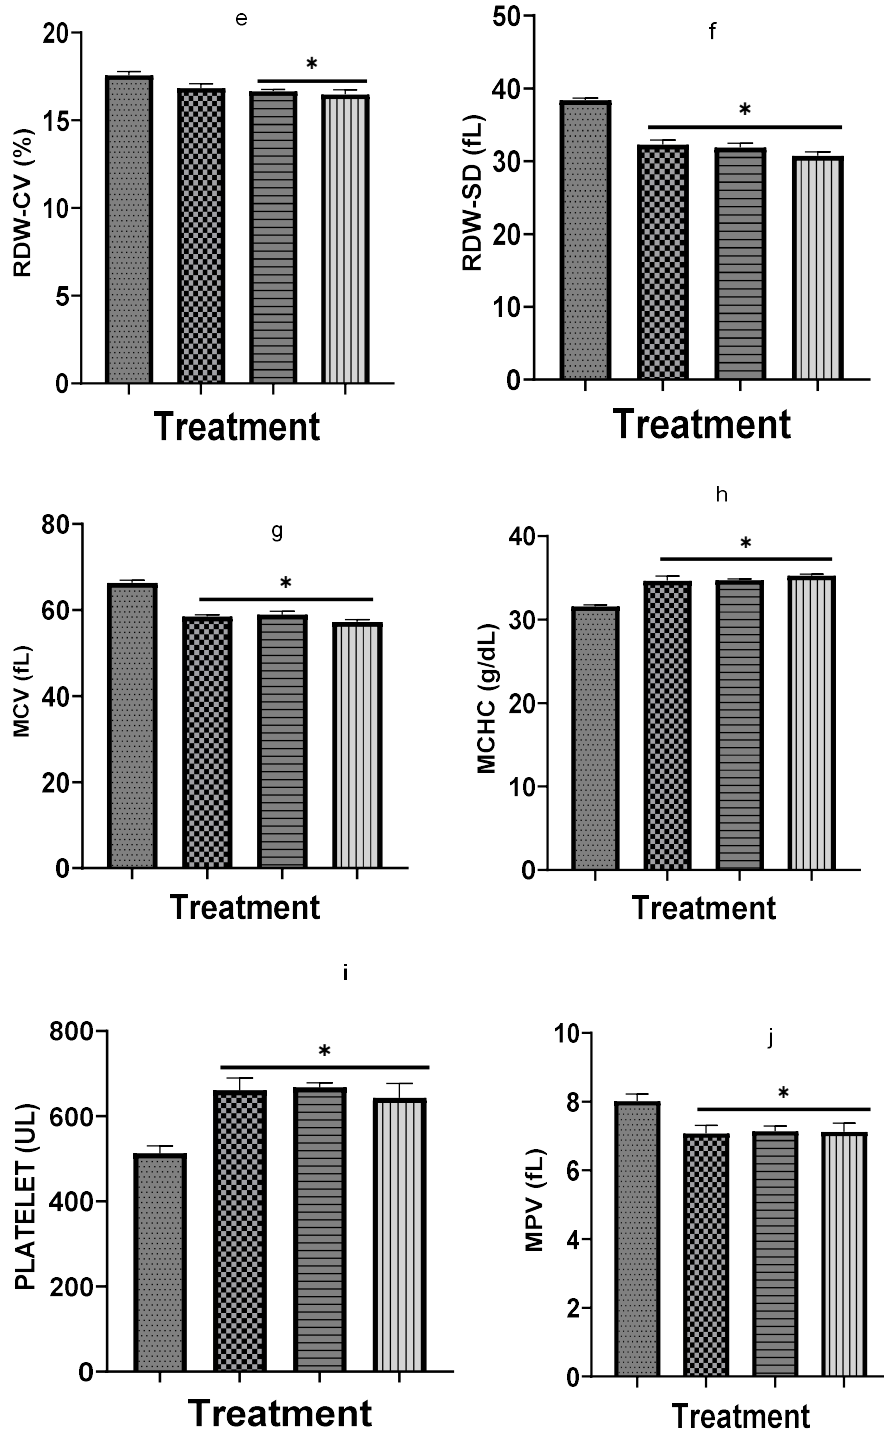 e
20
15
10
5
0
RDW-CV (%)
*
Treatment
f
50
40
30
20
10
0
RDW-SD (fL)
*
Treatment
g
80
60
40
20
0
MCV (fL)
*
Treatment
h
40
30
20
10
0
MCHC (g/dL)
*
Treatment
i
800
600
400
200
0
PLATELET (UL)
*
Treatment
j
10
8
6
4
2
0
MPV (fL)
*
Treatment